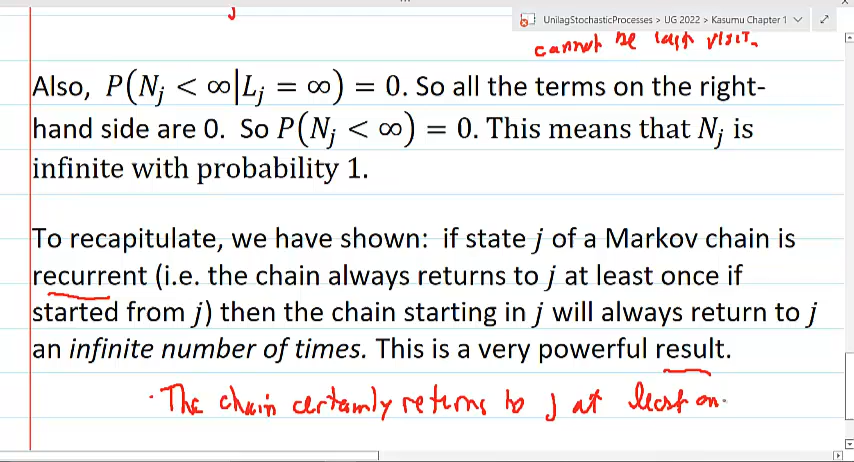 j
UnilagStochasticProcesses > UG 2022 > Kasumu Chapter 1
cannot be last visit.
Also, P(Nⱼ < ∞|Lⱼ = ∞) = 0. So all the terms on the right-
hand side are 0. So P(Nⱼ < ∞) = 0. This means that Nⱼ is
infinite with probability 1.
To recapitulate, we have shown: if state j of a Markov chain is
recurrent (i.e. the chain always returns to j at least once if
started from j) then the chain starting in j will always return to j
an infinite number of times. This is a very powerful result.
. The chain certainly returns to j at least on